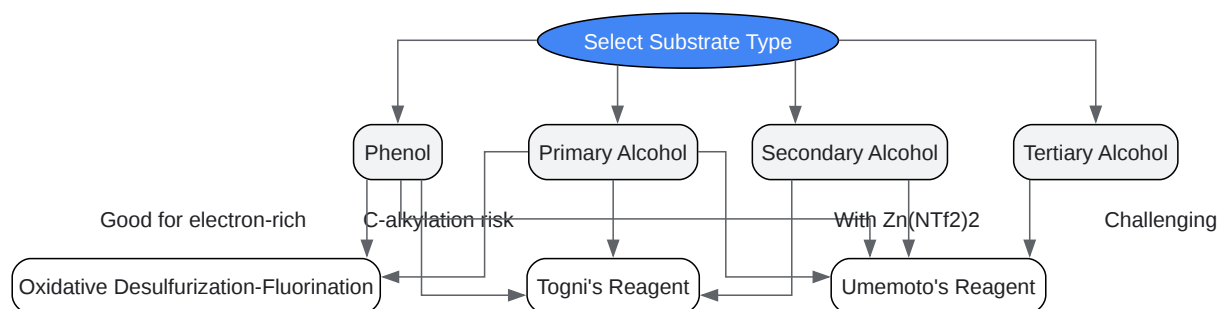 Select Substrate Type
Phenol
Primary Alcohol
Secondary Alcohol
Tertiary Alcohol
Good for electron-rich
C-alkylation risk
With Zn(NTf2)2
Challenging
Oxidative Desulfurization-Fluorination
Togni's Reagent
Umemoto's Reagent